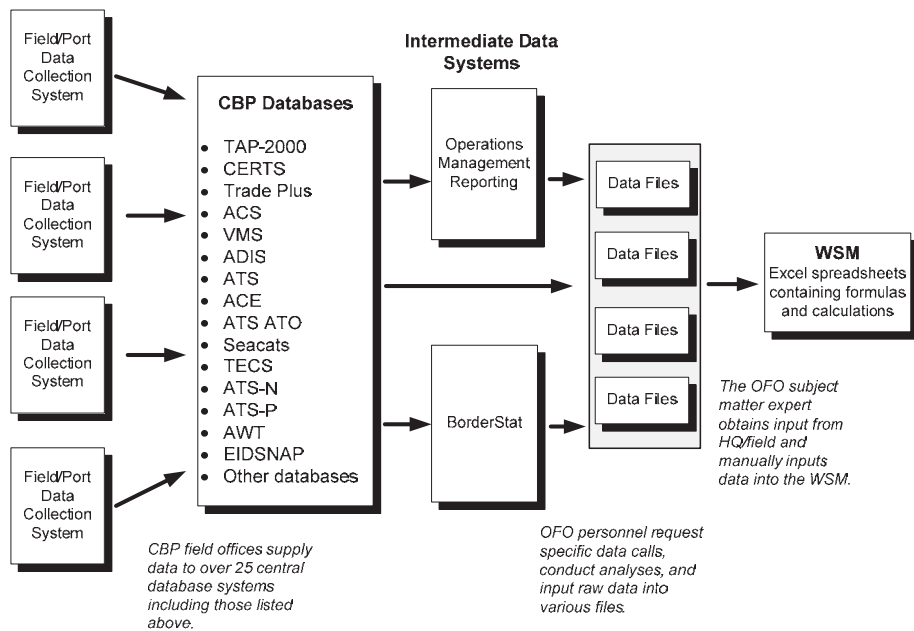 Field/Port
Data
Collection
System
Field/Port
Data
Collection
System
Field/Port
Data
Collection
System
Field/Port
Data
Collection
System
CBP Databases
• TAP-2000
• CERTS
• Trade Plus
• ACS
• VMS
• ADIS
• ATS
• ACE
• ATS ATO
• Seacats
• TECS
• ATS-N
• ATS-P
• AWT
• EIDSNAP
• Other databases
CBP field offices supply
data to over 25 central
database systems
including those listed
above.
Intermediate Data
Systems
Operations
Management
Reporting
BorderStat
Data Files
Data Files
Data Files
Data Files
OFO personnel request
specific data calls,
conduct analyses, and
input raw data into
various files.
WSM
Excel spreadsheets
containing formulas
and calculations
The OFO subject
matter expert
obtains input from
HQ/field and
manually inputs
data into the WSM.